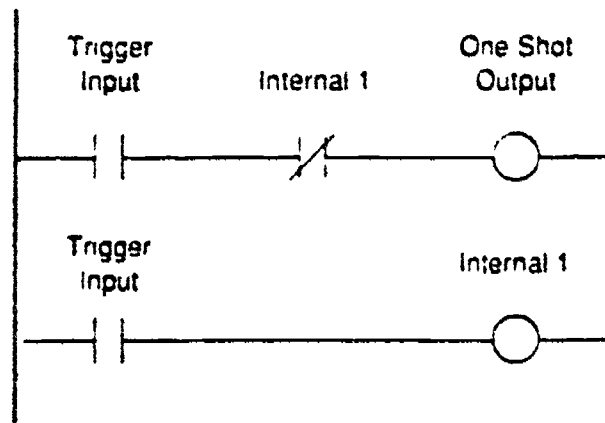 Trigger
Input
Internal 1
One Shot
Output
Trigger
Input
Internal 1